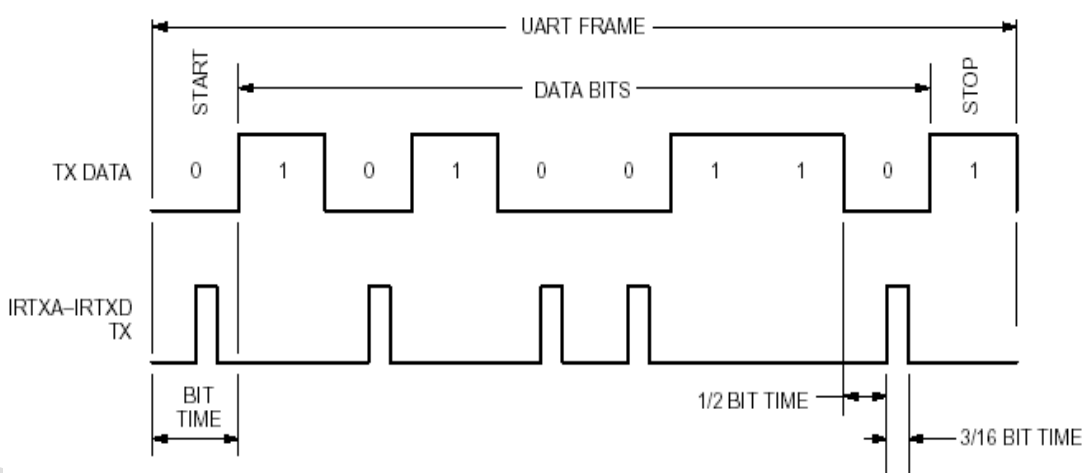 UART FRAME
START
DATA BITS
STOP
TX DATA
0 1 0 1 0 0 1 1 0 1
IRTXA–IRTXD
TX
BIT
TIME
1/2 BIT TIME
3/16 BIT TIME